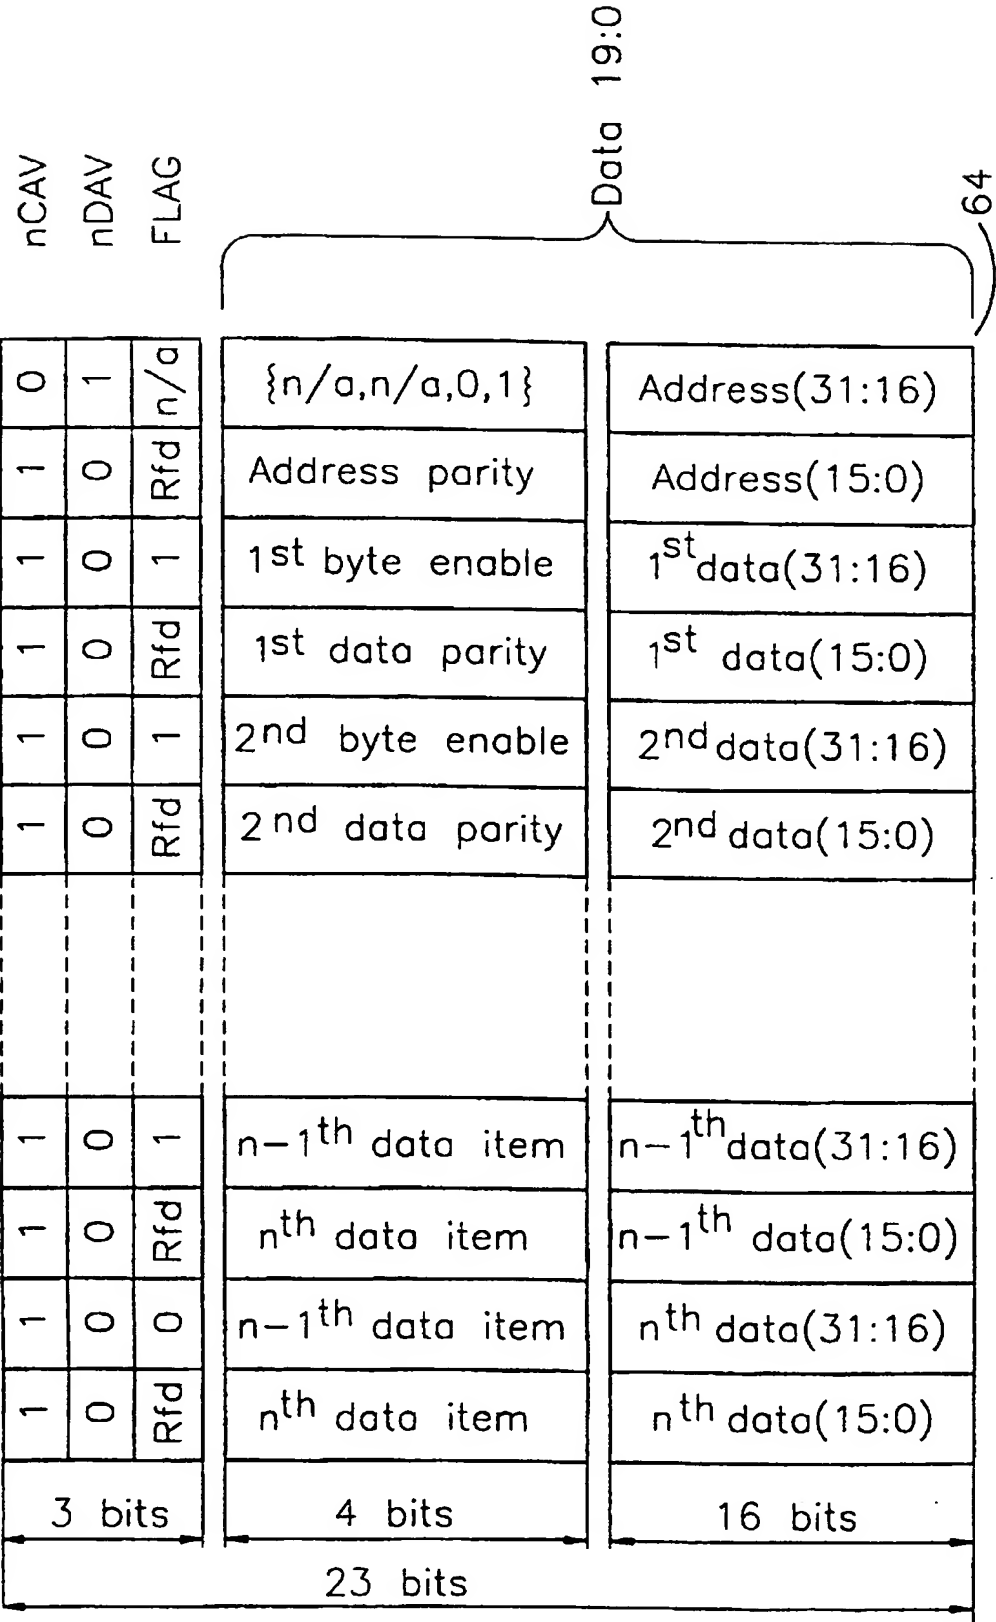 nCAV
nDAV
FLAG
Data 19:0
64
0 1 n/a {n/a,n/a,0,1} Address(31:16)
1 0 Rfd Address parity Address(15:0)
1 0 1 1st byte enable 1st data(31:16)
1 0 Rfd 1st data parity 1st data(15:0)
1 0 1 2nd byte enable 2nd data(31:16)
1 0 Rfd 2nd data parity 2nd data(15:0)
1 0 1 n-1th data item n-1th data(31:16)
1 0 Rfd nth data item n-1th data(15:0)
1 0 0 n-1th data item nth data(31:16)
1 0 Rfd nth data item nth data(15:0)
3 bits 4 bits 16 bits
23 bits